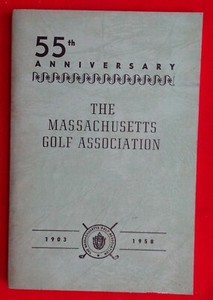 55th
ANNIVERSARY
THE
MASSACHUSETTS
GOLF ASSOCIATION
1903 1958